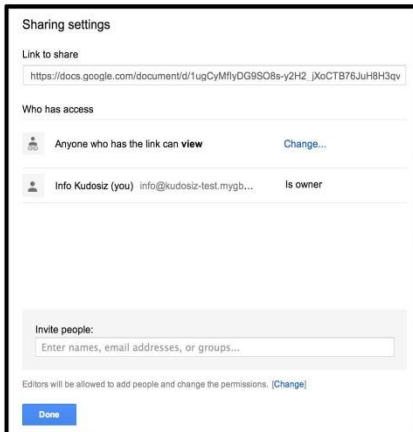 Sharing settings
Link to share
https://docs.google.com/document/d/1ugCyMflyDG9SO8s-y2H2_jXoCTB76JuH8H3qv
Who has access
Anyone who has the link can view Change...
Info Kudosiz (you) info@kudosiz-test.mygb... Is owner
Invite people:
Enter names, email addresses, or groups...
Editors will be allowed to add people and change the permissions. [Change]
Done